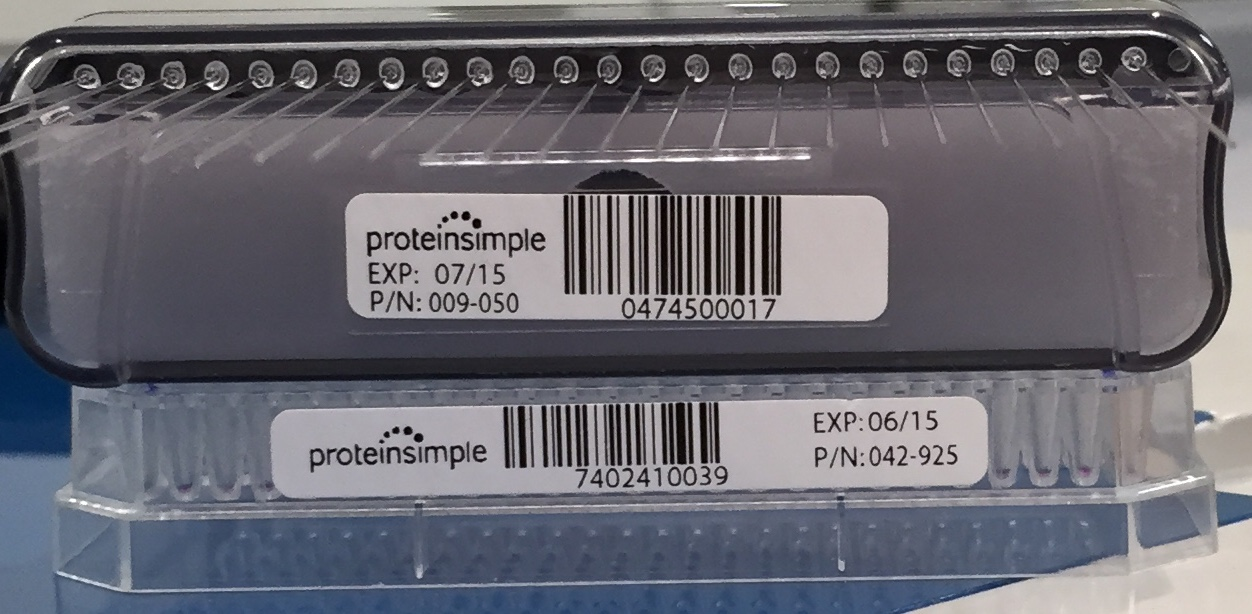 proteinsimple
EXP: 07/15
P/N: 009-050
0474500017
proteinsimple
7402410039
EXP: 06/15
P/N: 042-925